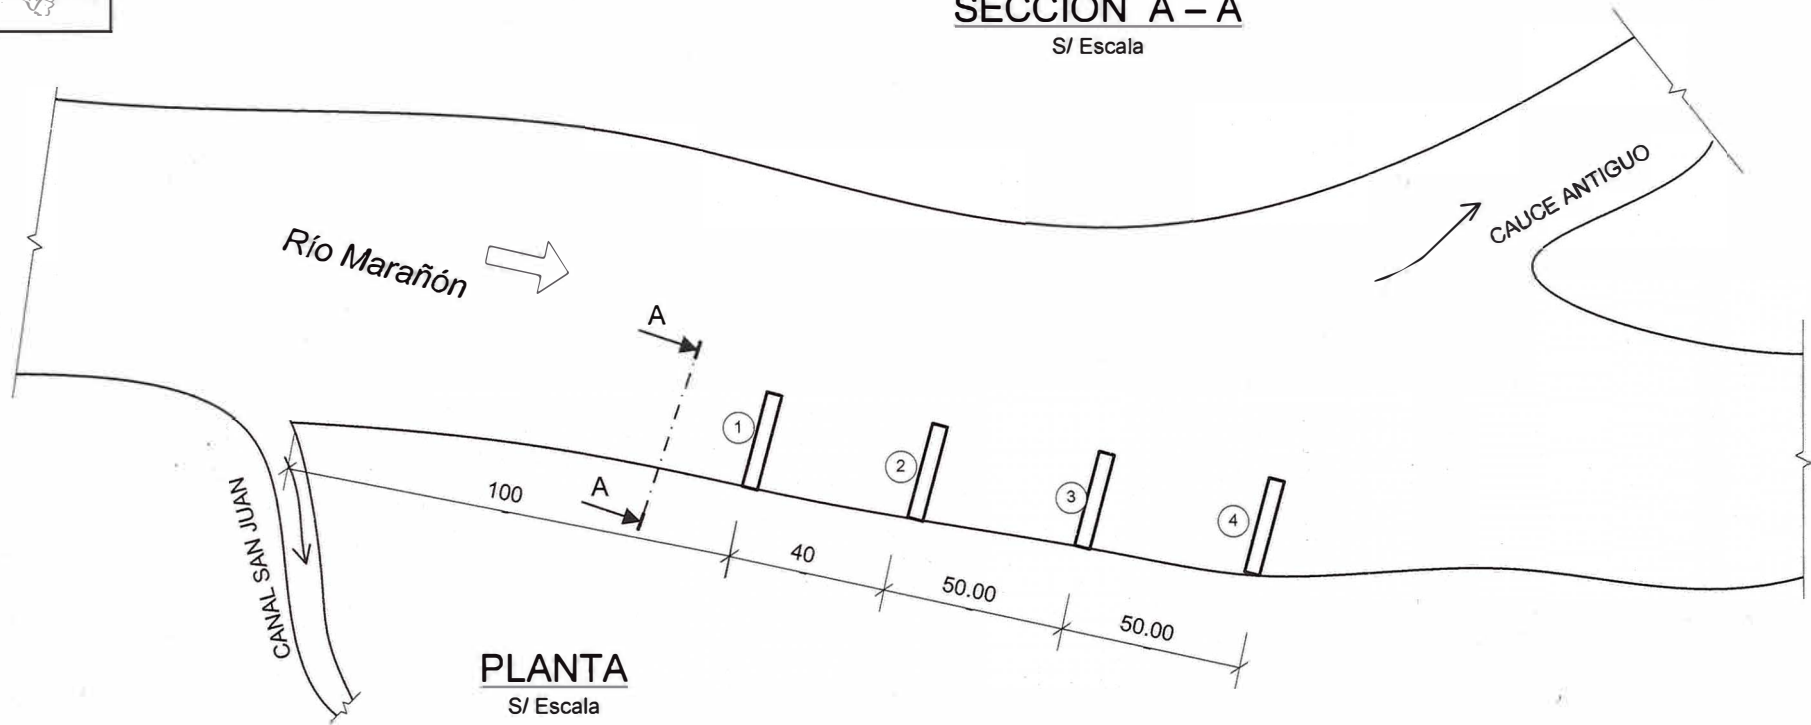 SECCIÓN A – A
S/ Escala
CAUCE ANTIGUO
Río Marañón
A
A
1
2
3
4
100
40
50.00
50.00
CANAL SAN JUAN
PLANTA
S/ Escala